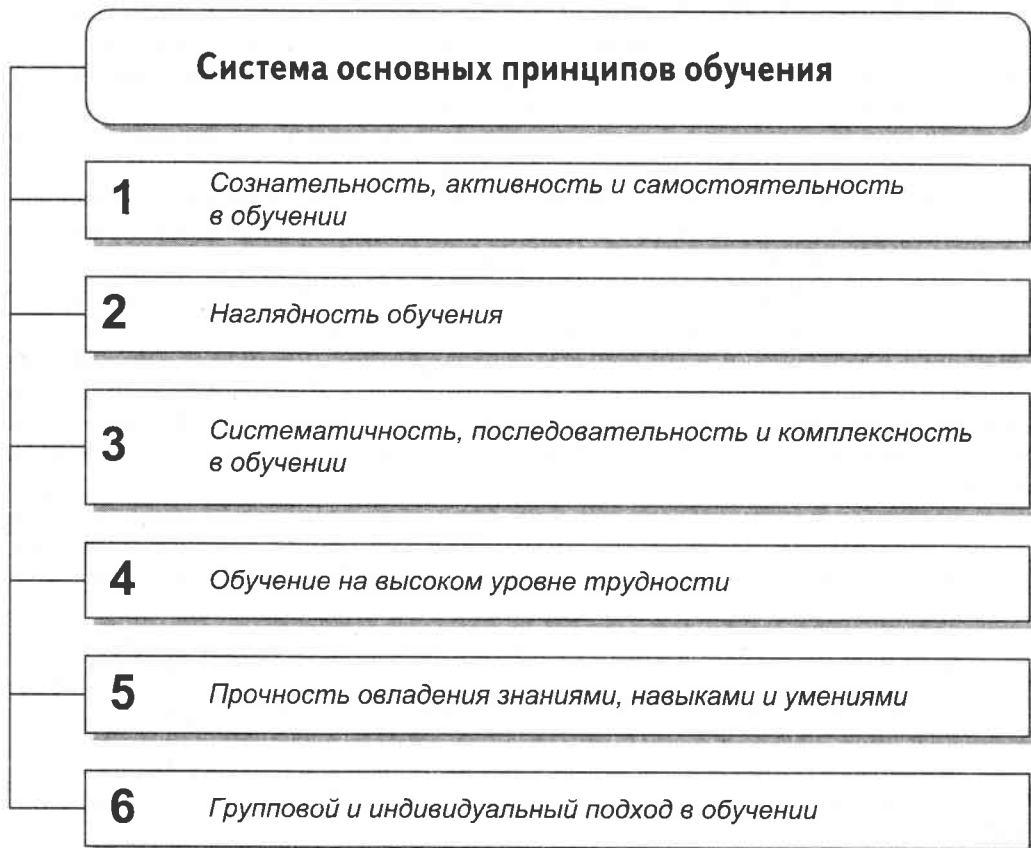 Система основных принципов обучения
1
Сознательность, активность и самостоятельность
в обучении
2
Наглядность обучения
3
Систематичность, последовательность и комплексность
в обучении
4
Обучение на высоком уровне трудности
5
Прочность овладения знаниями, навыками и умениями
6
Групповой и индивидуальный подход в обучении